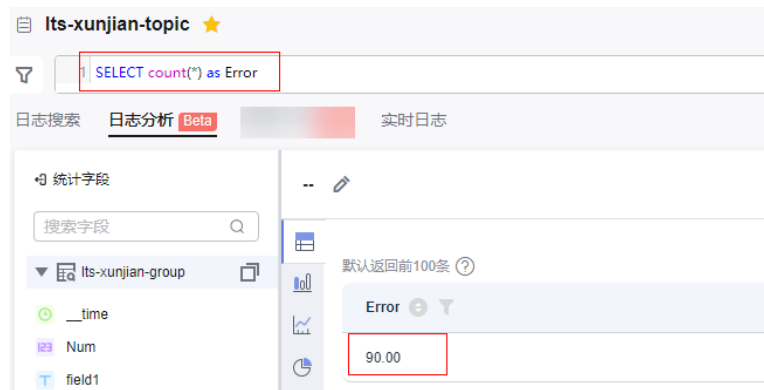 lts-xunjian-topic
1 SELECT count(*) as Error
日志搜索 日志分析 Beta 实时日志
统计字段
--
搜索字段
默认返回前100条
lts-xunjian-group
Error
__time
123 Num
90.00
T field1